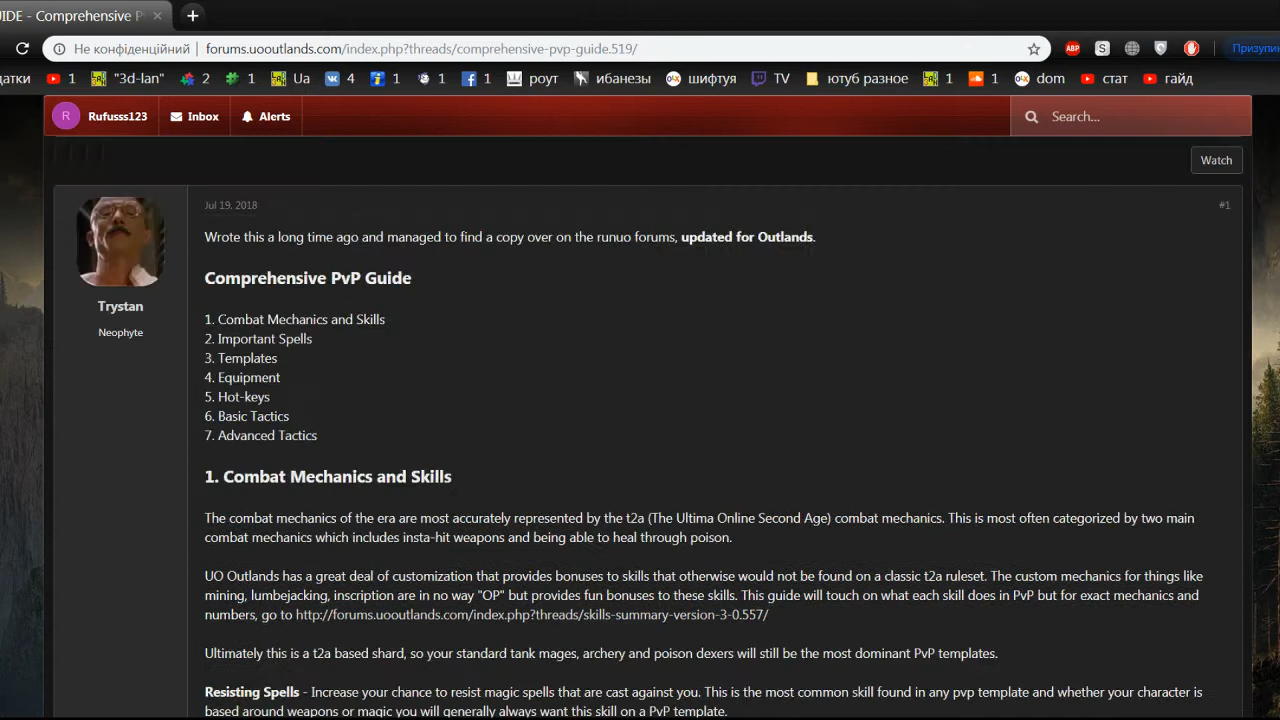 IDE - Comprehensive P
Не конфіденційний forums.uooutlands.com/index.php?threads/comprehensive-pvp-guide.519/ ABP S Призупин
датки 1 "3d-lan" 2 1 Ua 4 1 1 1 роут ибанезы шифтуя TV ютуб разное 1 1 dom стат гайд
R Rufusss123 Inbox Alerts Search...
Watch
Jul 19, 2018 #1
Wrote this a long time ago and managed to find a copy over on the runuo forums, updated for Outlands.
Comprehensive PvP Guide
Trystan
Neophyte
1. Combat Mechanics and Skills
2. Important Spells
3. Templates
4. Equipment
5. Hot-keys
6. Basic Tactics
7. Advanced Tactics
1. Combat Mechanics and Skills
The combat mechanics of the era are most accurately represented by the t2a (The Ultima Online Second Age) combat mechanics. This is most often categorized by two main
combat mechanics which includes insta-hit weapons and being able to heal through poison.
UO Outlands has a great deal of customization that provides bonuses to skills that otherwise would not be found on a classic t2a ruleset. The custom mechanics for things like
mining, lumbejacking, inscription are in no way "OP" but provides fun bonuses to these skills. This guide will touch on what each skill does in PvP but for exact mechanics and
numbers, go to http://forums.uooutlands.com/index.php?threads/skills-summary-version-3-0.557/
Ultimately this is a t2a based shard, so your standard tank mages, archery and poison dexers will still be the most dominant PvP templates.
Resisting Spells - Increase your chance to resist magic spells that are cast against you. This is the most common skill found in any pvp template and whether your character is
based around weapons or magic you will generally always want this skill on a PvP template.